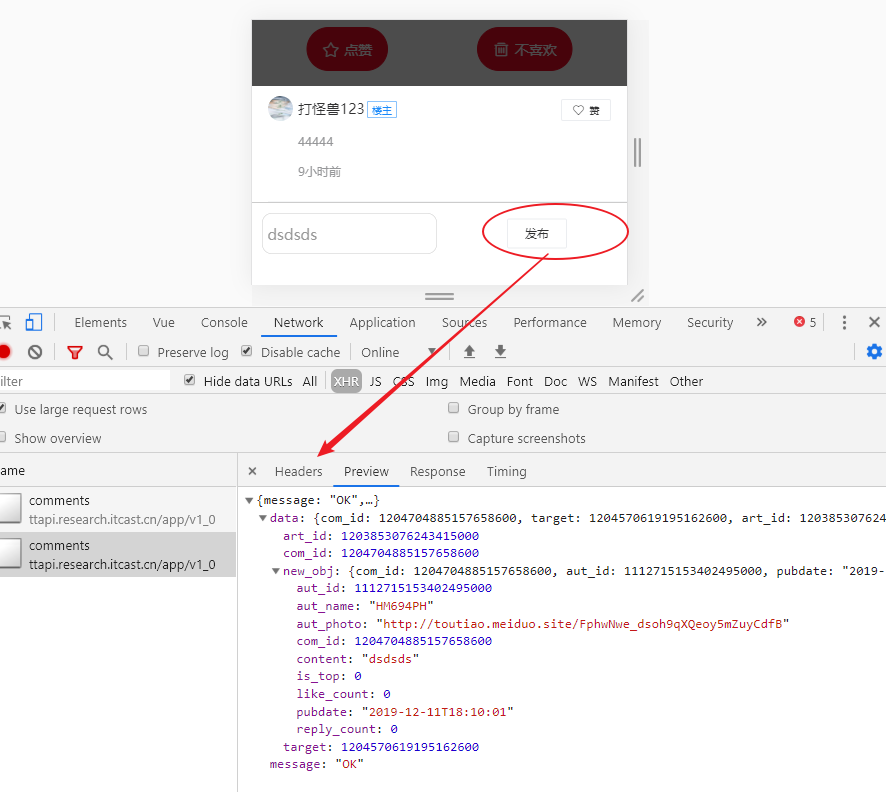 点赞 不喜欢
打怪兽123 楼主 赞
44444
9小时前
dsdsds 发布
Elements Vue Console Network Application Sources Performance Memory Security » 5
Preserve log Disable cache Online
ilter Hide data URLs All XHR JS CSS Img Media Font Doc WS Manifest Other
Use large request rows Group by frame
Show overview Capture screenshots
ame × Headers Preview Response Timing
comments
ttapi.research.itcast.cn/app/v1_0
comments
ttapi.research.itcast.cn/app/v1_0
{message: "OK",…}
data: {com_id: 1204704885157658600, target: 1204570619195162600, art_id: 12038530762
art_id: 1203853076243415000
com_id: 1204704885157658600
new_obj: {com_id: 1204704885157658600, aut_id: 1112715153402495000, pubdate: "2019-
aut_id: 1112715153402495000
aut_name: "HM694PH"
aut_photo: "http://toutiao.meiduo.site/FphwNwe_dsoh9qXQeoy5mZuyCdfB"
com_id: 1204704885157658600
content: "dsdsds"
is_top: 0
like_count: 0
pubdate: "2019-12-11T18:10:01"
reply_count: 0
target: 1204570619195162600
message: "OK"